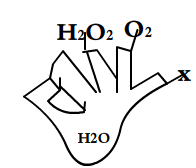 H₂O₂ O₂
x
H2O